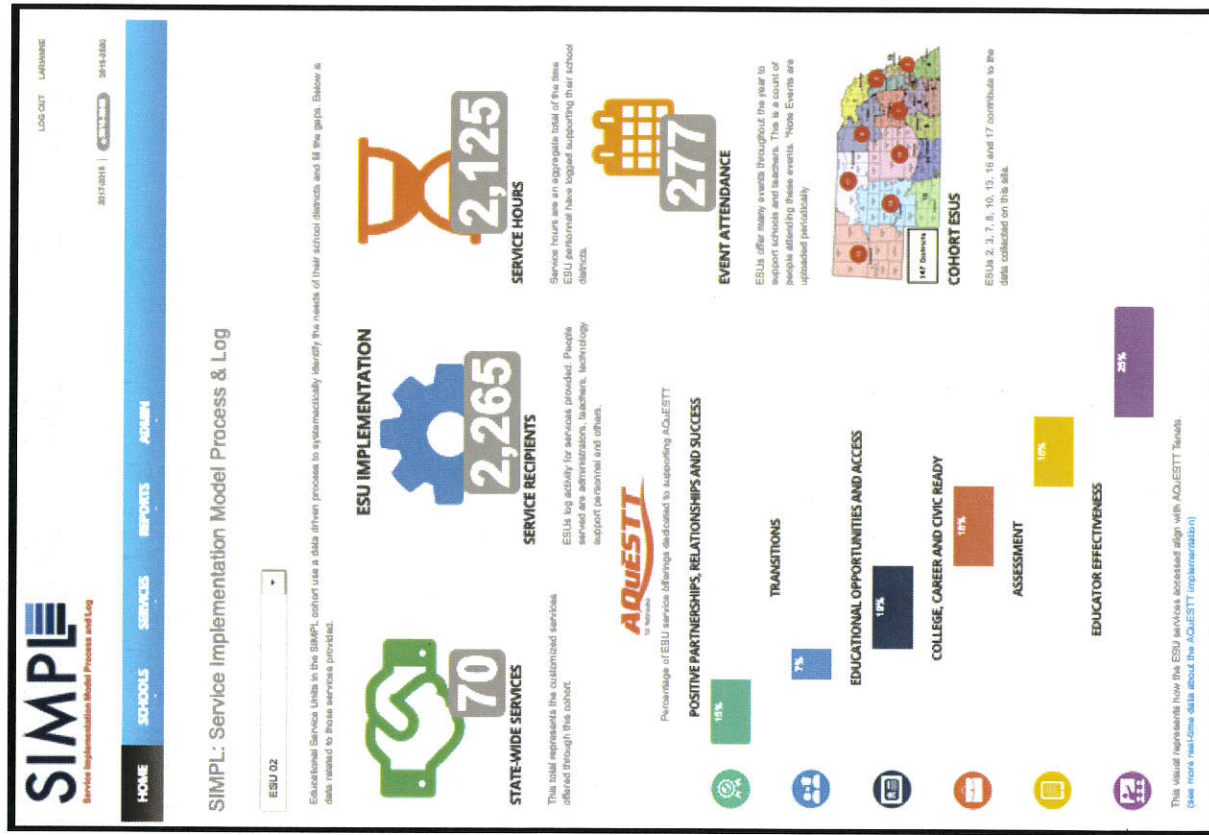 LOG OUT LARIANNE
SIMPL
Service Implementation Model Process and Log
2017-2018 | 2019-2020
HOME SCHOOLS SERVICES REPORTS ADMIN
SIMPL: Service Implementation Model Process & Log
ESU 02
Educational Service Units in the SIMPL cohort use a data driven process to systematically identify the needs of their school districts and fill the gaps. Below is
data related to those services provided.
ESU IMPLEMENTATION
70
STATE-WIDE SERVICES
This total represents the customized services
offered through this cohort.
2,265
SERVICE RECIPIENTS
ESUs log activity for services provided. People
served are administrators, teachers, technology
support personnel and others.
2,125
SERVICE HOURS
Service hours are an aggregate total of the time
ESU personnel have logged supporting their school
districts.
AQuESTT
for Nebraska
Percentage of ESU service offerings dedicated to supporting AQuESTT
POSITIVE PARTNERSHIPS, RELATIONSHIPS AND SUCCESS
15%
TRANSITIONS
7%
EDUCATIONAL OPPORTUNITIES AND ACCESS
19%
COLLEGE, CAREER AND CIVIC READY
18%
ASSESSMENT
16%
EDUCATOR EFFECTIVENESS
25%
This visual represents how the ESU services accessed align with AQuESTT Tenets
(see more real-time data about the AQuESTT implementation)
277
EVENT ATTENDANCE
ESUs offer many events throughout the year to
support schools and teachers. This is a count of
people attending these events. *Note Events are
uploaded periodically
147 Districts
COHORT ESUS
ESUs 2, 3, 7, 8, 10, 13, 16 and 17 contribute to the
data collected on this site.